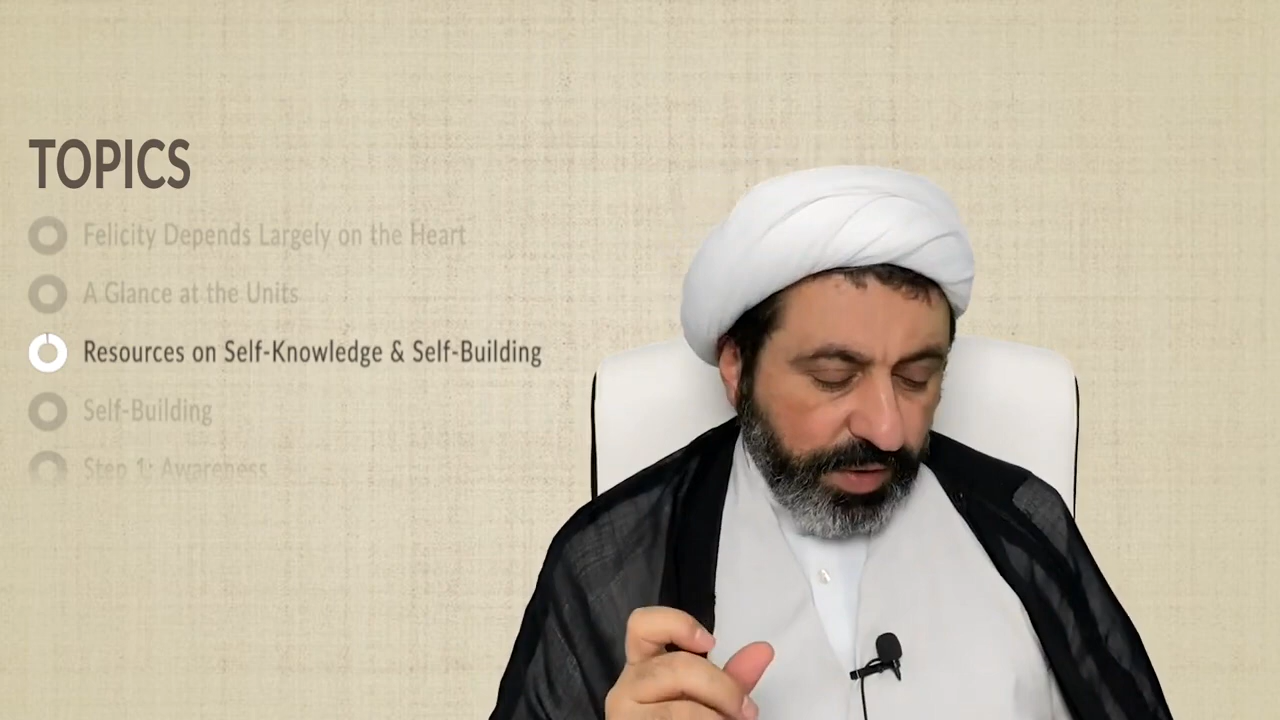 TOPICS
Felicity Depends Largely on the Heart
A Glance at the Units
Resources on Self-Knowledge & Self-Building
Self-Building
Step 1: Awareness